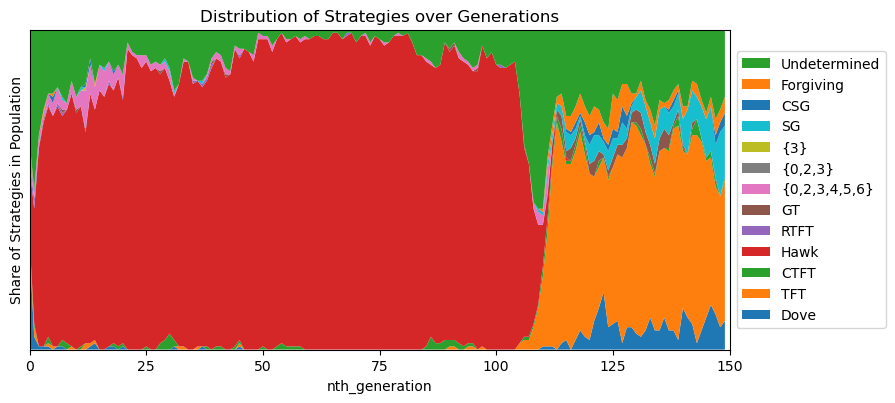 Distribution of Strategies over Generations
Share of Strategies in Population
0
25
50
75
100
125
150
nth_generation
Undetermined
Forgiving
CSG
SG
{3}
{0,2,3}
{0,2,3,4,5,6}
GT
RTFT
Hawk
CTFT
TFT
Dove